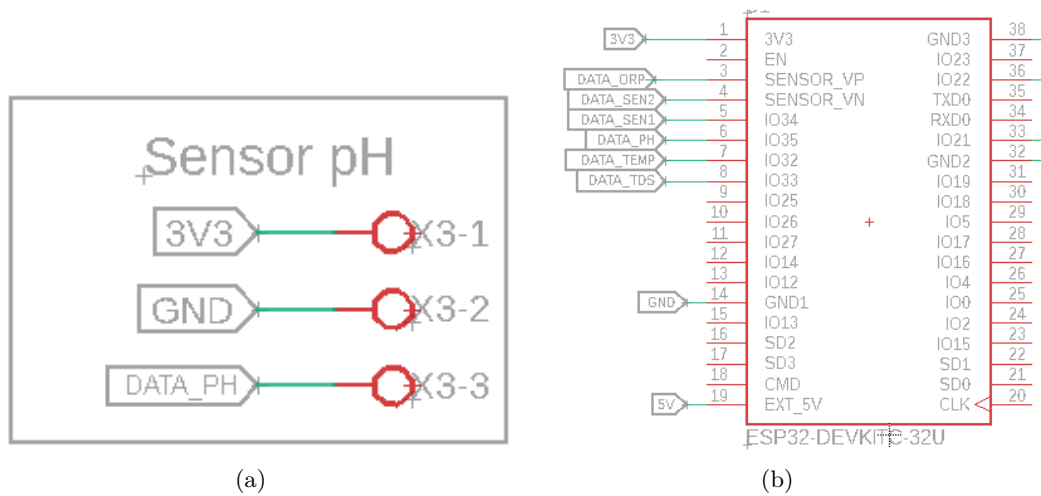 Sensor pH
3V3 X3-1
GND X3-2
DATA_PH X3-3
(a)
3V3 1 3V3 GND3 38
2 EN IO23 37
DATA_ORP 3 SENSOR_VP IO22 36
DATA_SEN2 4 SENSOR_VN TXD0 35
DATA_SEN1 5 IO34 RXD0 34
DATA_PH 6 IO35 IO21 33
DATA_TEMP 7 IO32 GND2 32
DATA_TDS 8 IO33 IO19 31
9 IO25 IO18 30
10 IO26 IO5 29
11 IO27 IO17 28
12 IO14 IO16 27
13 IO12 IO4 26
GND 14 GND1 IO0 25
15 IO13 IO2 24
16 SD2 IO15 23
17 SD3 SD1 22
18 CMD SD0 21
5V 19 EXT_5V CLK 20
ESP32-DEVKITC-32U
(b)